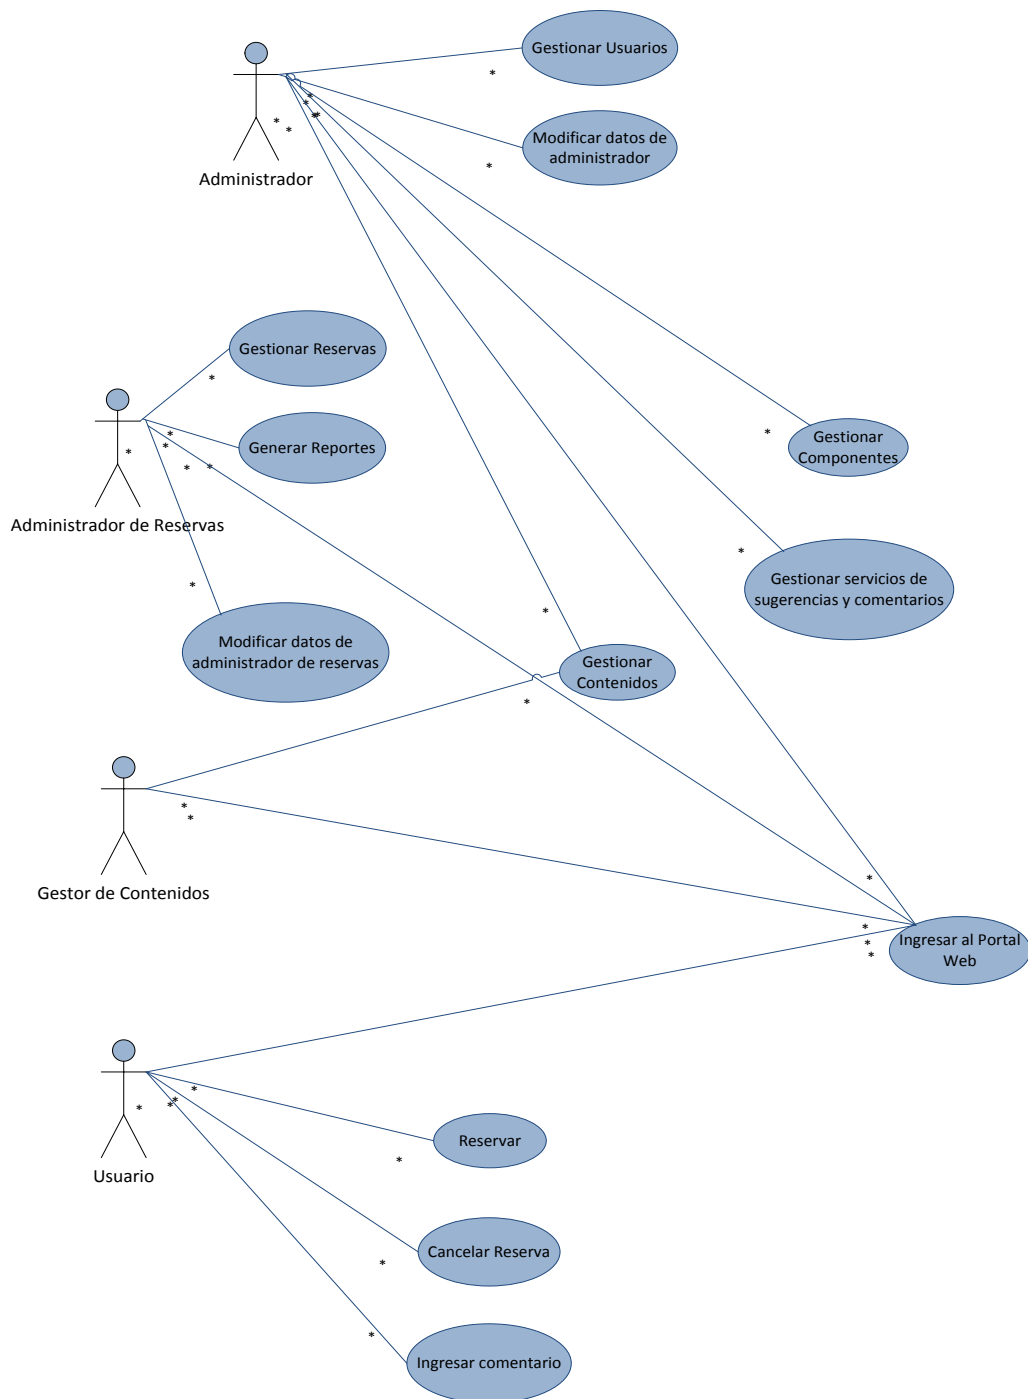 Gestionar Usuarios
*
*
*
*
*
*
*
Modificar datos de
administrador
*
Administrador
Gestionar Reservas
*
*
*
*
*
*
Generar Reportes
*
Gestionar
Componentes
Administrador de Reservas
*
Gestionar servicios de
sugerencias y comentarios
*
*
Modificar datos de
administrador de reservas
Gestionar
Contenidos
*
*
*
Gestor de Contenidos
*
*
*
*
Ingresar al Portal
Web
*
*
*
*
Usuario
Reservar
*
Cancelar Reserva
*
*
Ingresar comentario